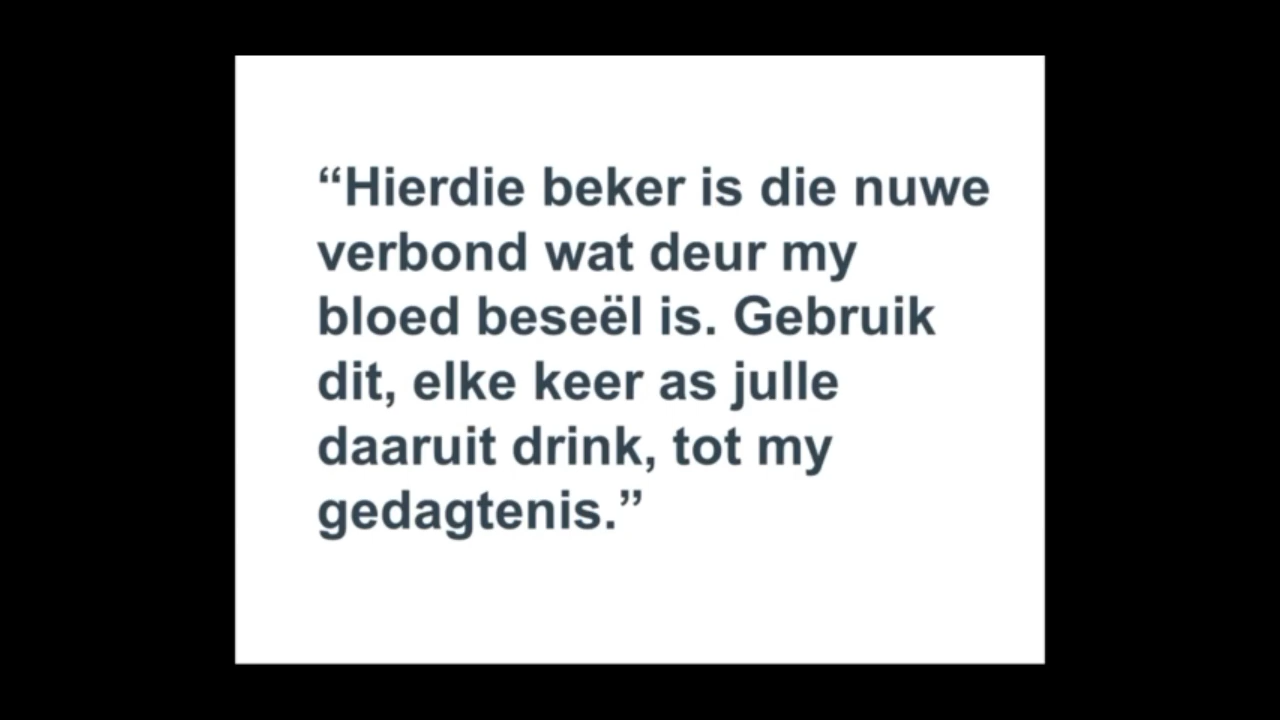 “Hierdie beker is die nuwe
verbond wat deur my
bloed beseël is. Gebruik
dit, elke keer as julle
daaruit drink, tot my
gedagtenis.”